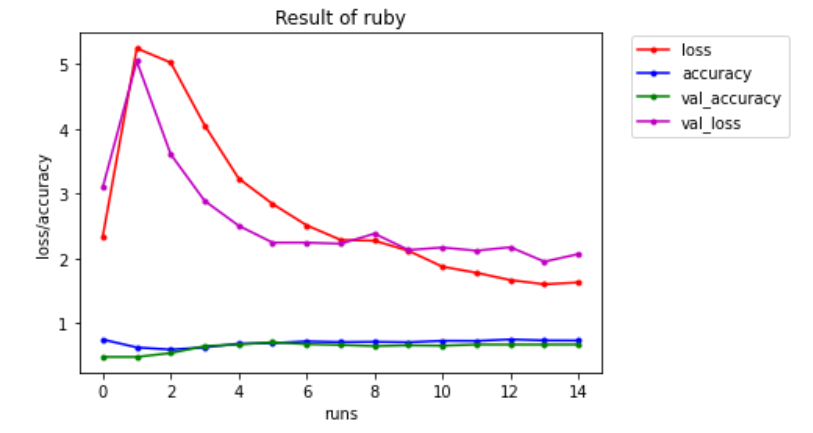 Result of ruby
loss
accuracy
val_accuracy
val_loss
loss/accuracy
5
4
3
2
1
0 2 4 6 8 10 12 14
runs